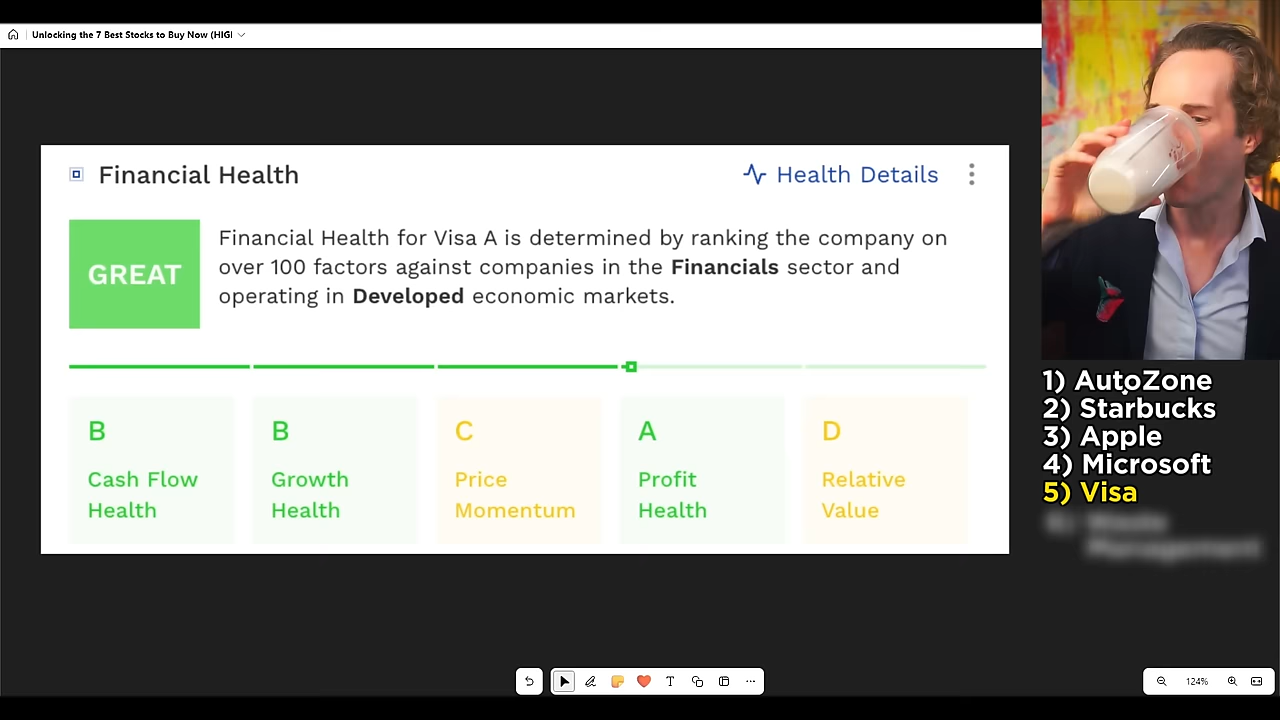 Unlocking the 7 Best Stocks to Buy Now (HIGI
Financial Health
Health Details
GREAT
Financial Health for Visa A is determined by ranking the company on
over 100 factors against companies in the Financials sector and
operating in Developed economic markets.
B
Cash Flow
Health
B
Growth
Health
C
Price
Momentum
A
Profit
Health
D
Relative
Value
1) AutoZone
2) Starbucks
3) Apple
4) Microsoft
5) Visa
Waste
Management
T
124%